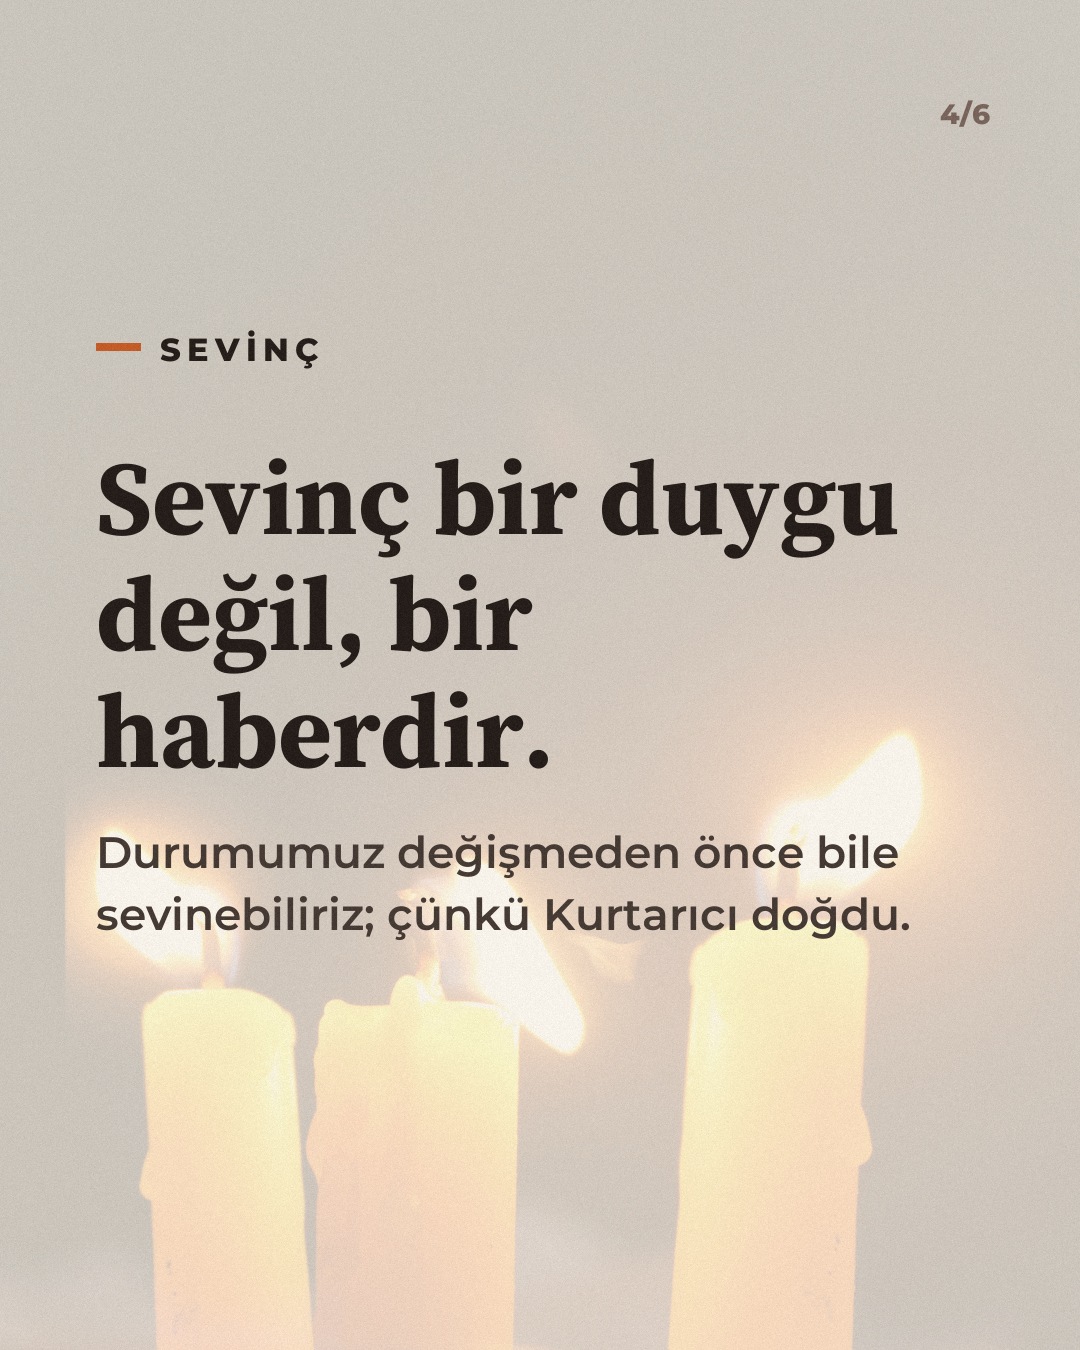 4/6
SEVİNÇ
Sevinç bir duygu
değil, bir
haberdir.
Durumumuz değişmeden önce bile
sevinebiliriz; çünkü Kurtarıcı doğdu.